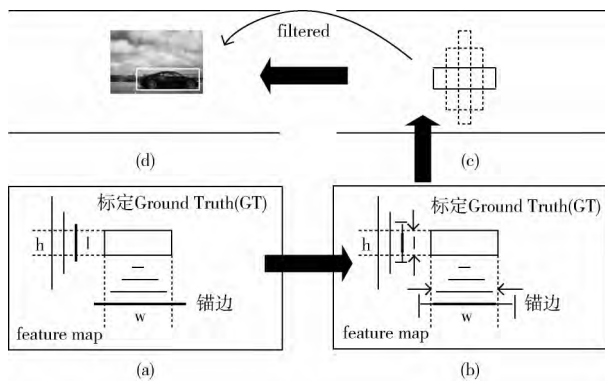 filtered
(d)
(c)
标定Ground Truth(GT)
h
w
锚边
feature map
(a)
标定Ground Truth(GT)
h
w
锚边
feature map
(b)